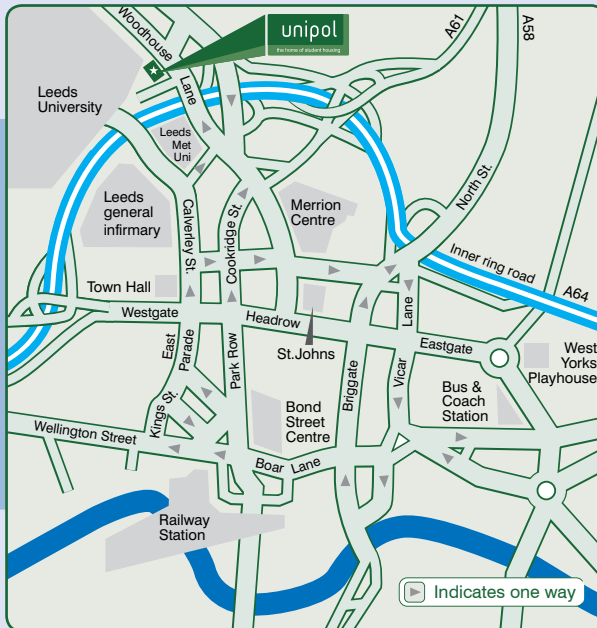 Woodhouse
Lane
unipol
the home of student housing
A61
A58
Leeds
University
Leeds
Met
Uni
North St.
Leeds
general
infirmary
Merrion
Centre
Calverley St.
Cookridge St.
Inner ring road
A64
Town Hall
Westgate
Headrow
Lane
St.Johns
Eastgate
East
Parade
Park Row
Briggate
Vicar
West
Yorks
Playhouse
Bus &
Coach
Station
Kings St.
Bond
Street
Centre
Wellington Street
Boar Lane
Railway
Station
Indicates one way